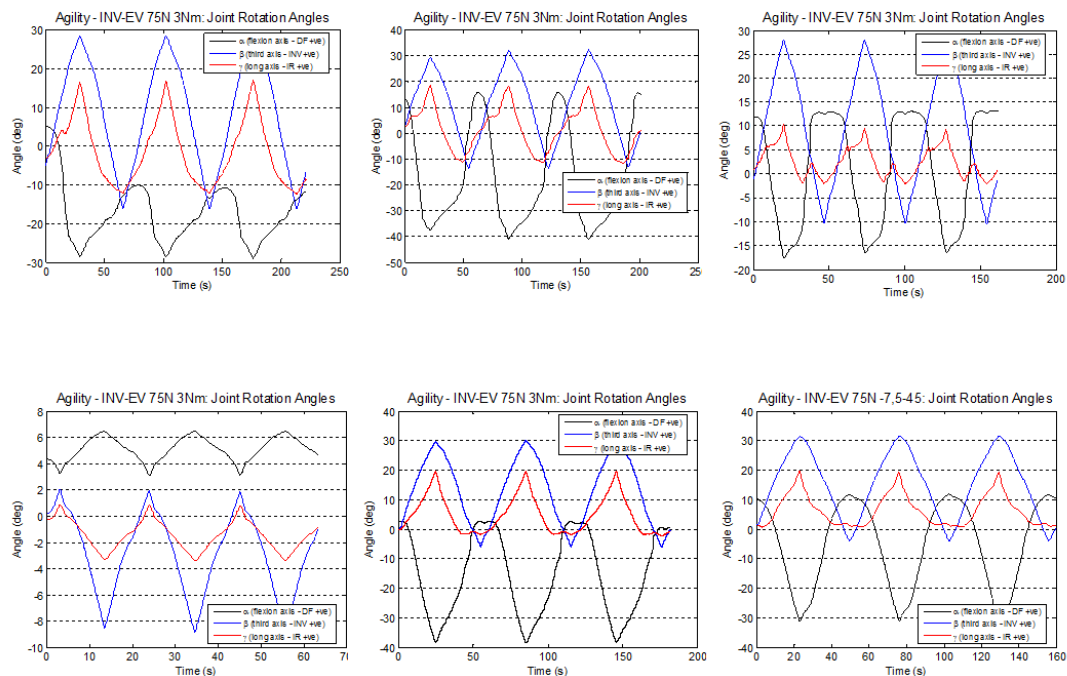 Agility - INV-EV 75N 3Nm: Joint Rotation Angles
30
20
10
0
-10
-20
-30
Angle (deg)
0 50 100 150 200 250
Time (s)
α (flexion axis - DF +ve)
β (third axis - INV +ve)
γ (long axis - IR +ve)
Agility - INV-EV 75N 3Nm: Joint Rotation Angles
40
30
20
10
0
-10
-20
-30
-40
-50
Angle (deg)
0 50 100 150 200 25
Time (s)
α (flexion axis - DF +ve)
β (third axis - INV +ve)
γ (long axis - IR +ve)
Agility - INV-EV 75N 3Nm: Joint Rotation Angles
30
25
20
15
10
5
0
-5
-10
-15
-20
Angle (deg)
0 50 100 150 200
Time (s)
α (flexion axis - DF +ve)
β (third axis - INV +ve)
γ (long axis - IR +ve)
Agility - INV-EV 75N 3Nm: Joint Rotation Angles
8
6
4
2
0
-2
-4
-6
-8
-10
Angle (deg)
0 10 20 30 40 50 60 70
Time (s)
α (flexion axis - DF +ve)
β (third axis - INV +ve)
γ (long axis - IR +ve)
Agility - INV-EV 75N 3Nm: Joint Rotation Angles
40
30
20
10
0
-10
-20
-30
-40
Angle (deg)
0 50 100 150 200
Time (s)
α (flexion axis - DF +ve)
β (third axis - INV +ve)
γ (long axis - IR +ve)
Agility - INV-EV 75N -7,5-45: Joint Rotation Angles
40
30
20
10
0
-10
-20
-30
-40
Angle (deg)
0 20 40 60 80 100 120 140 160
Time (s)
α (flexion axis - DF +ve)
β (third axis - INV +ve)
γ (long axis - IR +ve)